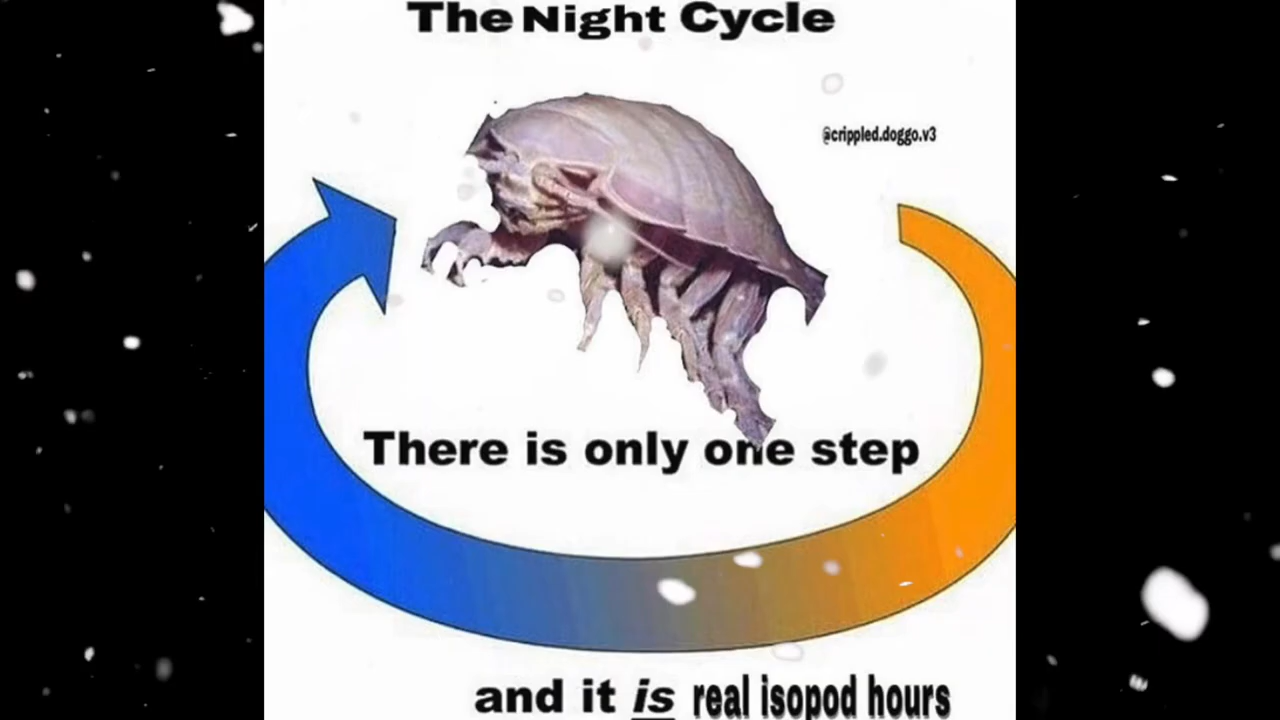 The Night Cycle
@crippled.doggo.v3
There is only one step
and it is real isopod hours